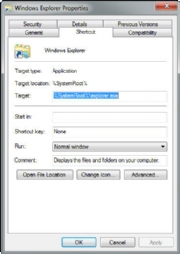 Windows Explorer Properties
Security Details Previous Versions
General Shortcut Compatibility
Windows Explorer
Target type: Application
Target location: %SystemRoot%
Target: %SystemRoot%\explorer.exe
Start in:
Shortcut key: None
Run: Normal window
Comment: Displays the files and folders on your computer
Open File Location Change Icon... Advanced...
OK Cancel Apply